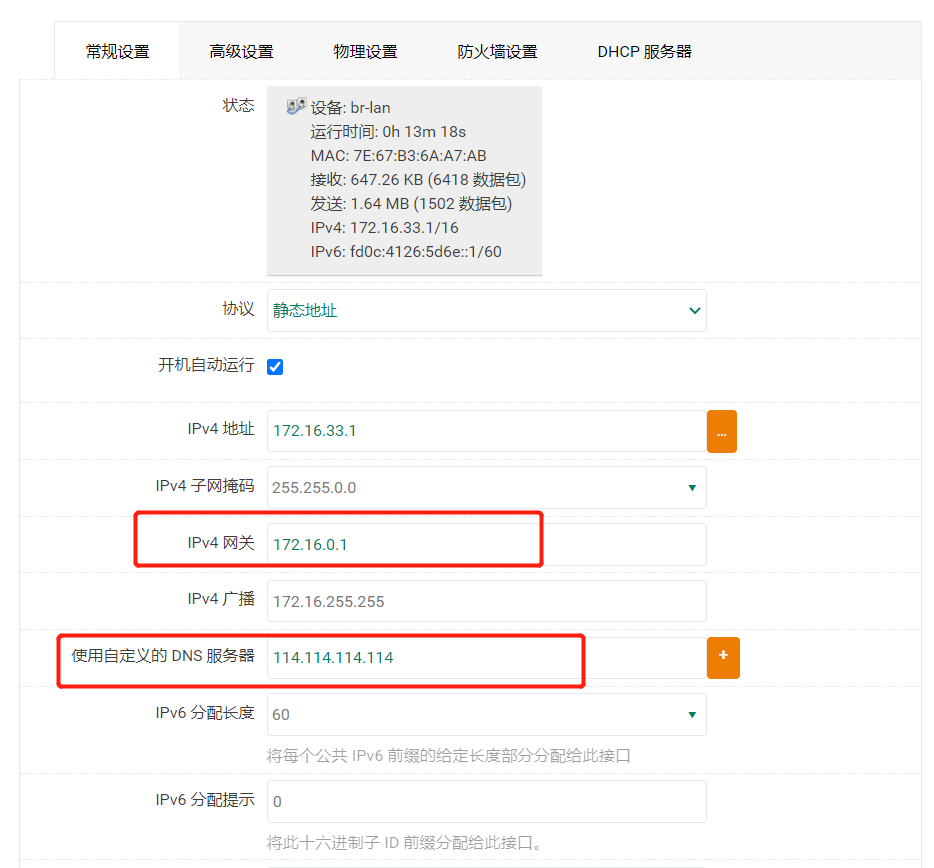 常规设置 高级设置 物理设置 防火墙设置 DHCP 服务器
状态
设备: br-lan
运行时间: 0h 13m 18s
MAC: 7E:67:B3:6A:A7:AB
接收: 647.26 KB (6418 数据包)
发送: 1.64 MB (1502 数据包)
IPv4: 172.16.33.1/16
IPv6: fd0c:4126:5d6e::1/60
协议 静态地址
开机自动运行
IPv4 地址 172.16.33.1 ...
IPv4 子网掩码 255.255.0.0
IPv4 网关 172.16.0.1
IPv4 广播 172.16.255.255
使用自定义的 DNS 服务器 114.114.114.114 +
IPv6 分配长度 60
将每个公共 IPv6 前缀的给定长度部分分配给此接口
IPv6 分配提示 0
将此十六进制子 ID 前缀分配给此接口。